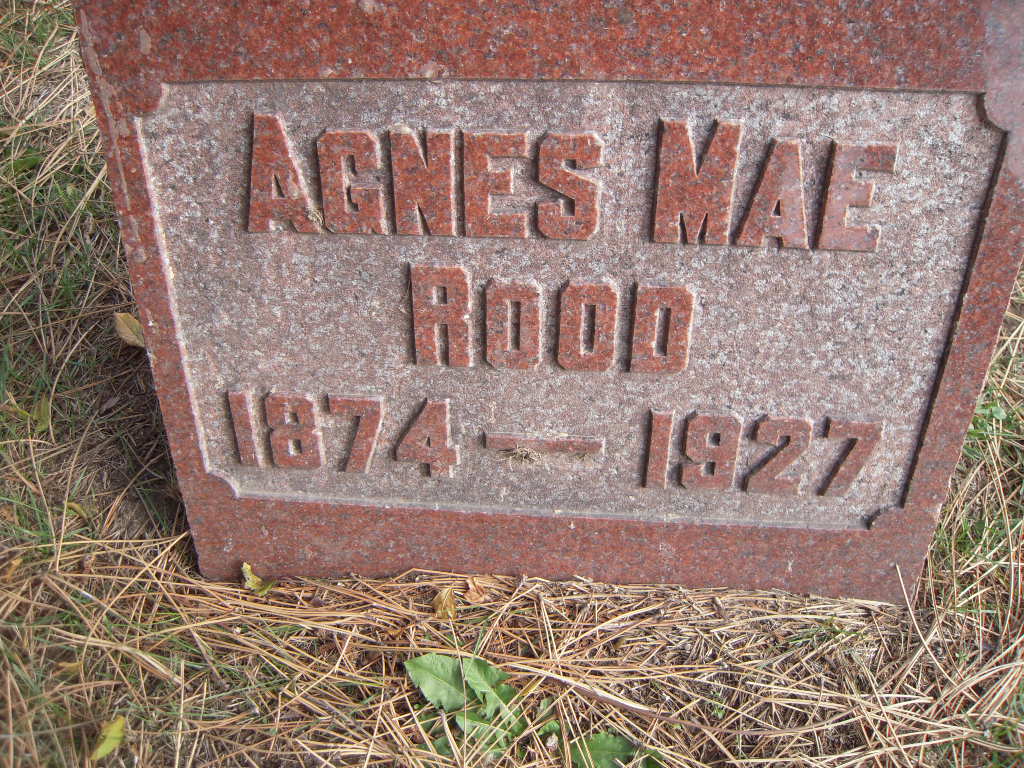 AGNES MAE
ROOD
1874 — 1927